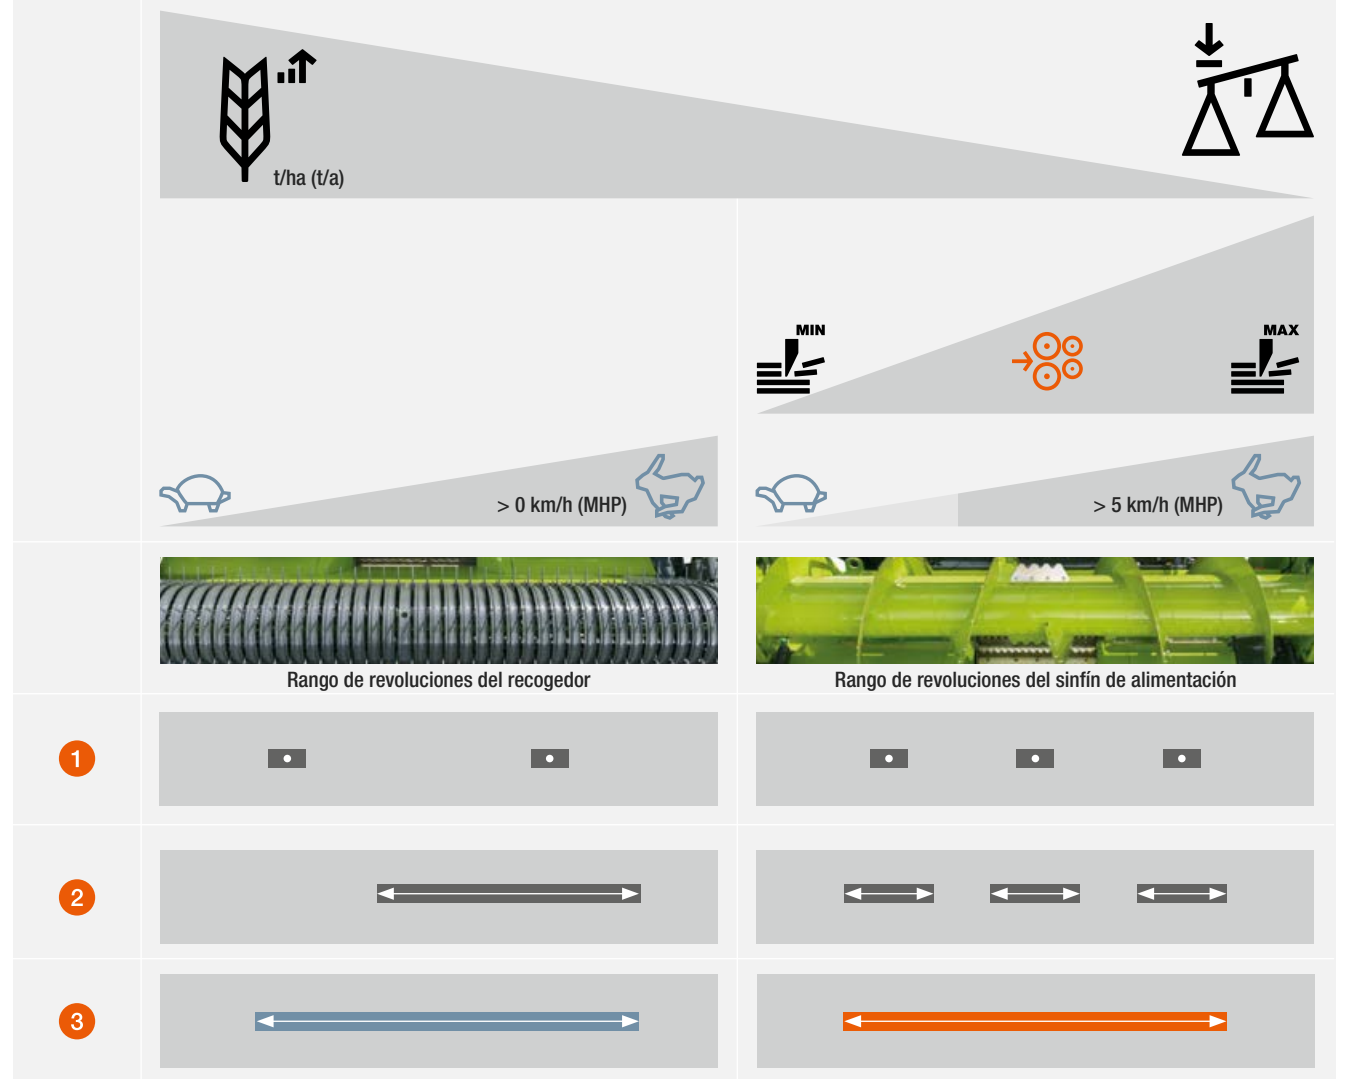 t/ha (t/a)
MIN
MAX
> 0 km/h (MHP)
> 5 km/h (MHP)
Rango de revoluciones del recogedor
Rango de revoluciones del sinfín de alimentación
1
2
3